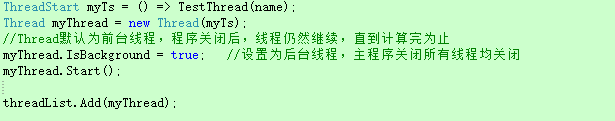 ThreadStart myTs = () => TestThread(name);
Thread myThread = new Thread(myTs);
//Thread默认为前台线程，程序关闭后，线程仍然继续，直到计算完为止
myThread.IsBackground = true;   //设置为后台线程，主程序关闭所有线程均关闭
myThread.Start();
threadList.Add(myThread);